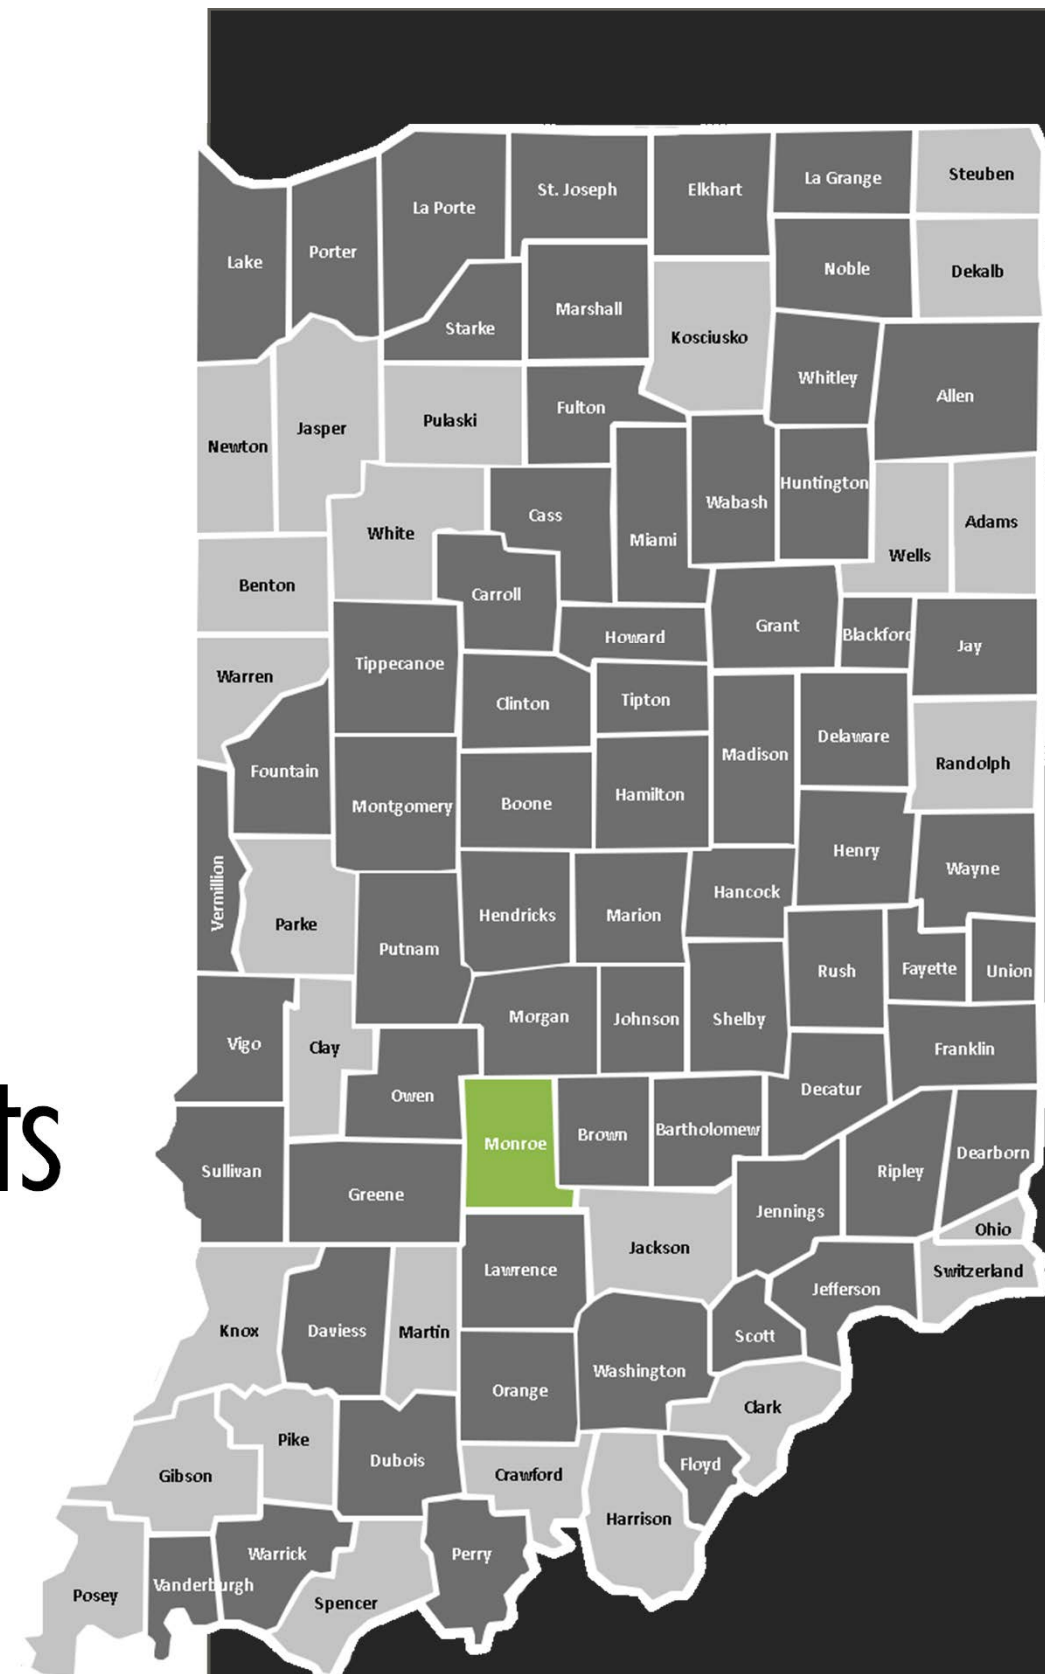 Steuben
La Grange
St. Joseph
Elkhart
La Porte
Porter
Lake
Noble
Dekalb
Marshall
Starke
Kosciusko
Whitley
Allen
Fulton
Pulaski
Jasper
Newton
Huntington
Wabash
Cass
Adams
White
Miami
Wells
Benton
Carroll
Grant
Blackford
Howard
Jay
Tippecanoe
Warren
Tipton
Clinton
Delaware
Madison
Randolph
Fountain
Hamilton
Boone
Montgomery
Henry
Wayne
Vermillion
Hancock
Hendricks
Marion
Parke
Putnam
Rush
Fayette
Union
Morgan
Johnson
Shelby
Vigo
Clay
Franklin
Decatur
Owen
ts
Monroe
Brown
Bartholomew
Dearborn
Sullivan
Ripley
Greene
Jennings
Ohio
Jackson
Lawrence
Switzerland
Jefferson
Knox
Daviess
Martin
Scott
Washington
Orange
Clark
Pike
Dubois
Floyd
Gibson
Crawford
Harrison
Warrick
Perry
Vanderburgh
Posey
Spencer